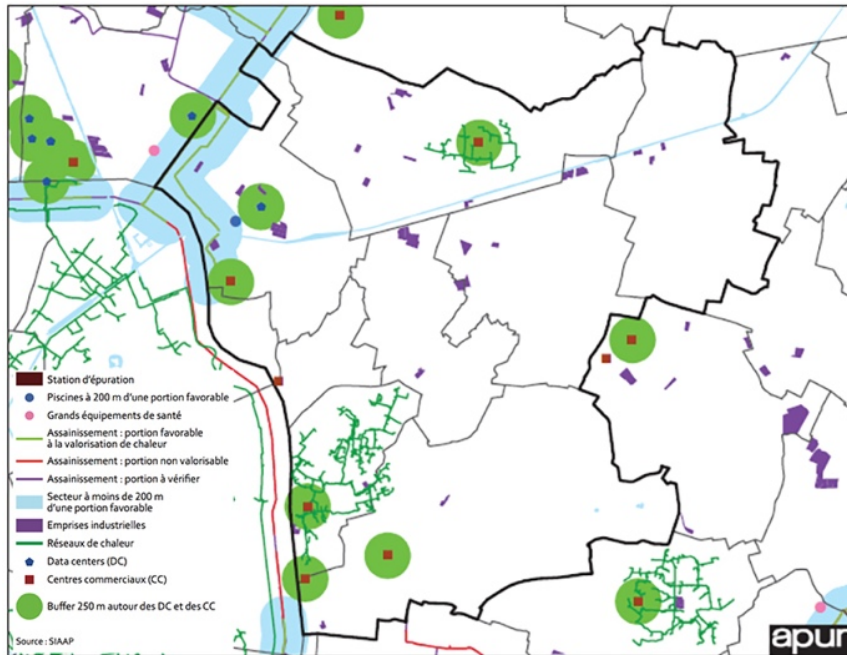 Station d'épuration
Piscines à 200 m d'une portion favorable
Grands équipements de santé
Assainissement : portion favorable
à la valorisation de chaleur
Assainissement : portion non valorisable
Assainissement : portion à vérifier
Secteur à moins de 200 m
d'une portion favorable
Emprises industrielles
Réseaux de chaleur
Data centers (DC)
Centres commerciaux (CC)
Buffer 250 m autour des DC et des CC
Source : SIAAP
apur